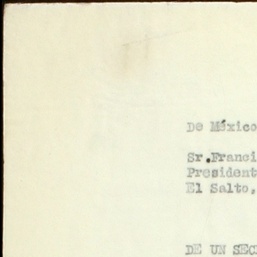 De México
Sr.Franci
President
El Salto,
DE UN SEC